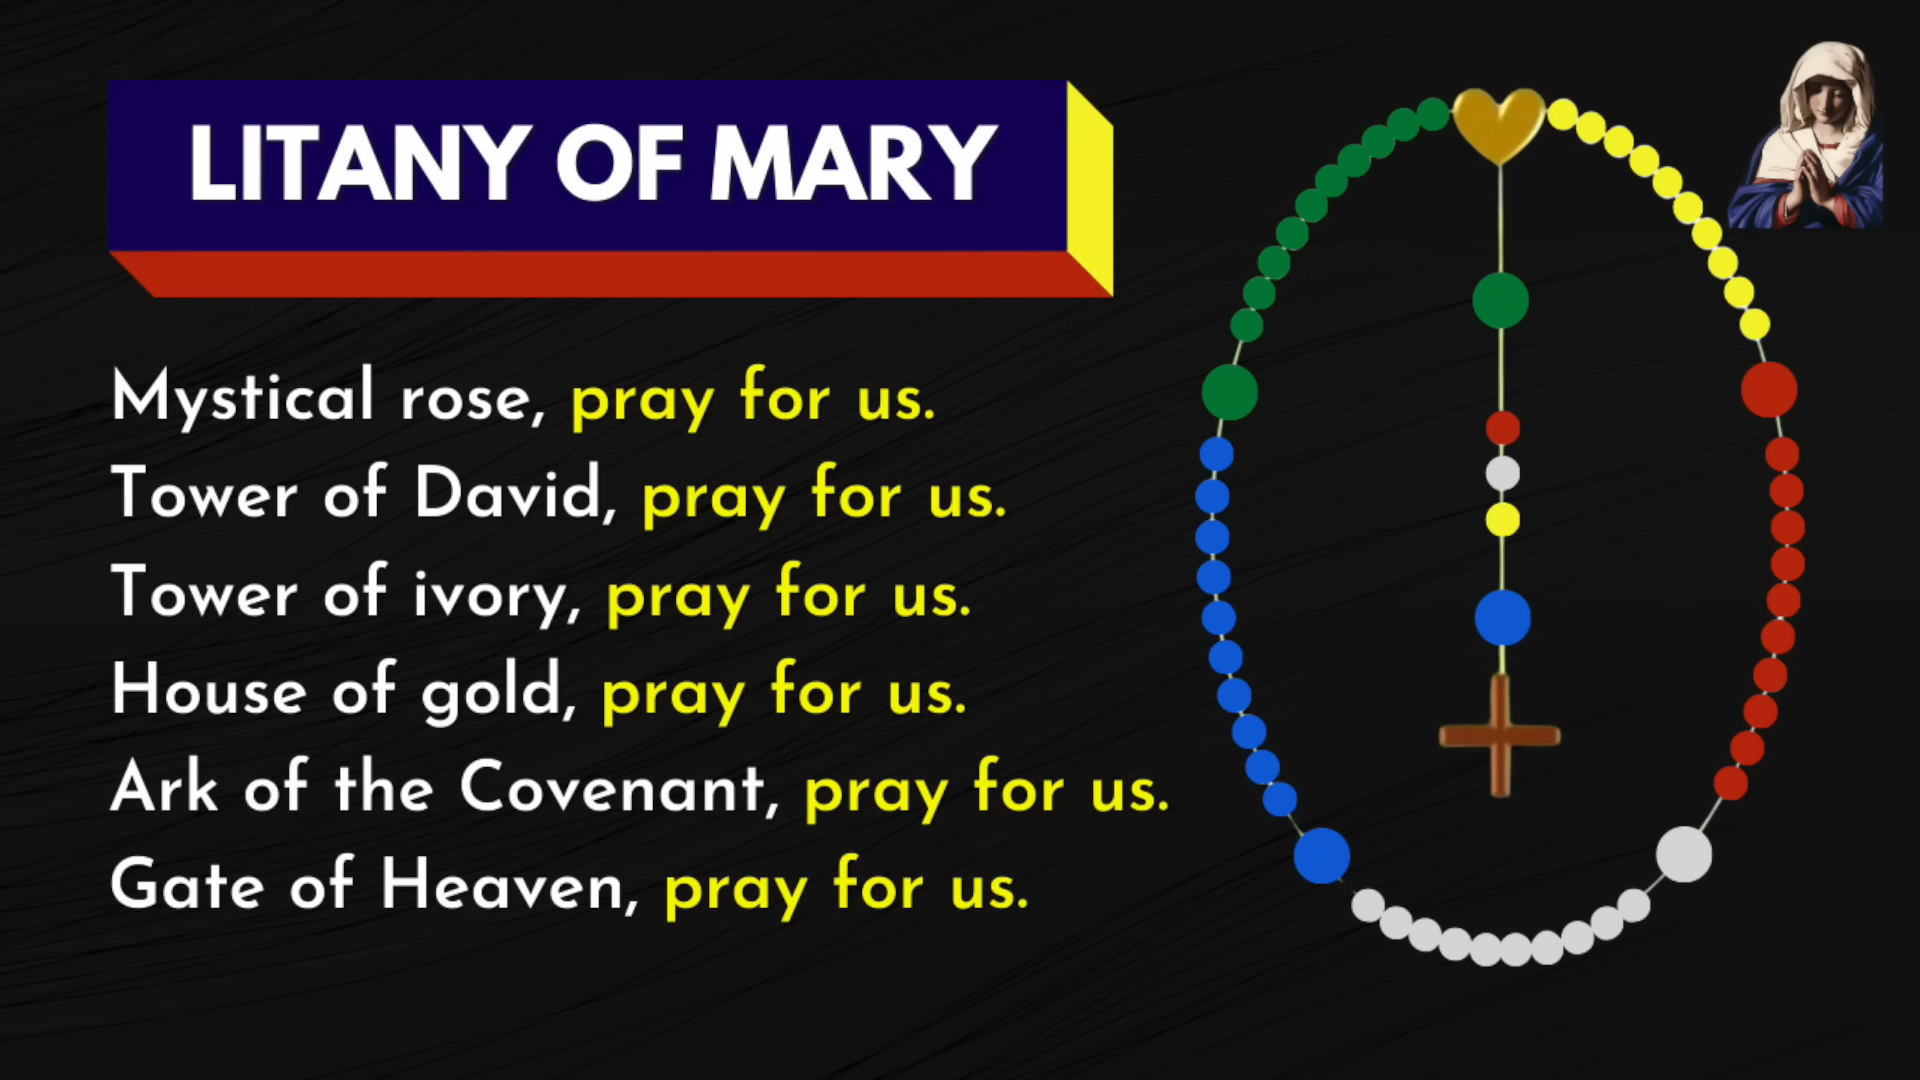 LITANY OF MARY
Mystical rose, pray for us.
Tower of David, pray for us.
Tower of ivory, pray for us.
House of gold, pray for us.
Ark of the Covenant, pray for us.
Gate of Heaven, pray for us.